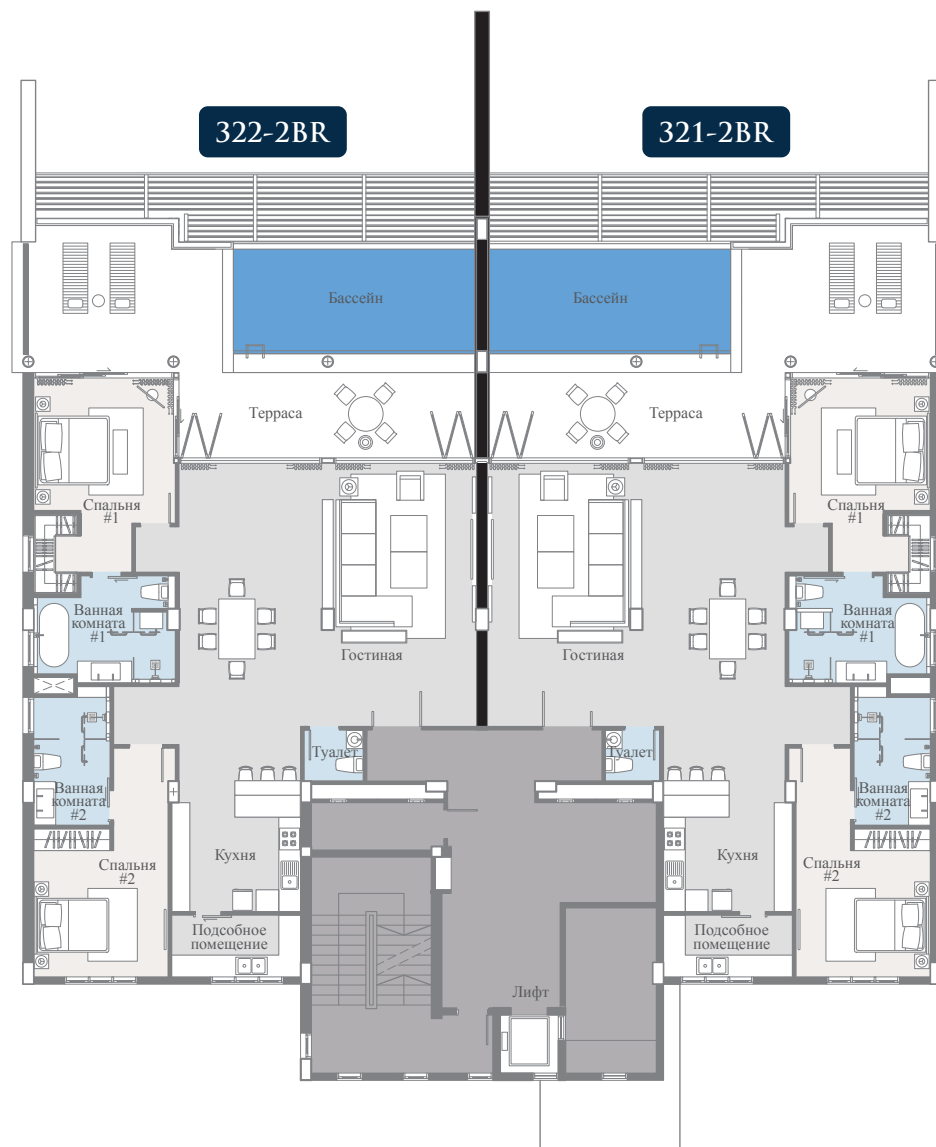 322-2BR
321-2BR
Бассейн
Бассейн
Терраса
Терраса
Спальня
#1
Спальня
#1
Ванная
комната
#1
Ванная
комната
#1
Гостиная
Гостиная
Туалет
Туалет
Ванная
комната
#2
Ванная
комната
#2
Кухня
Кухня
Спальня
#2
Спальня
#2
Подсобное
помещение
Подсобное
помещение
Лифт